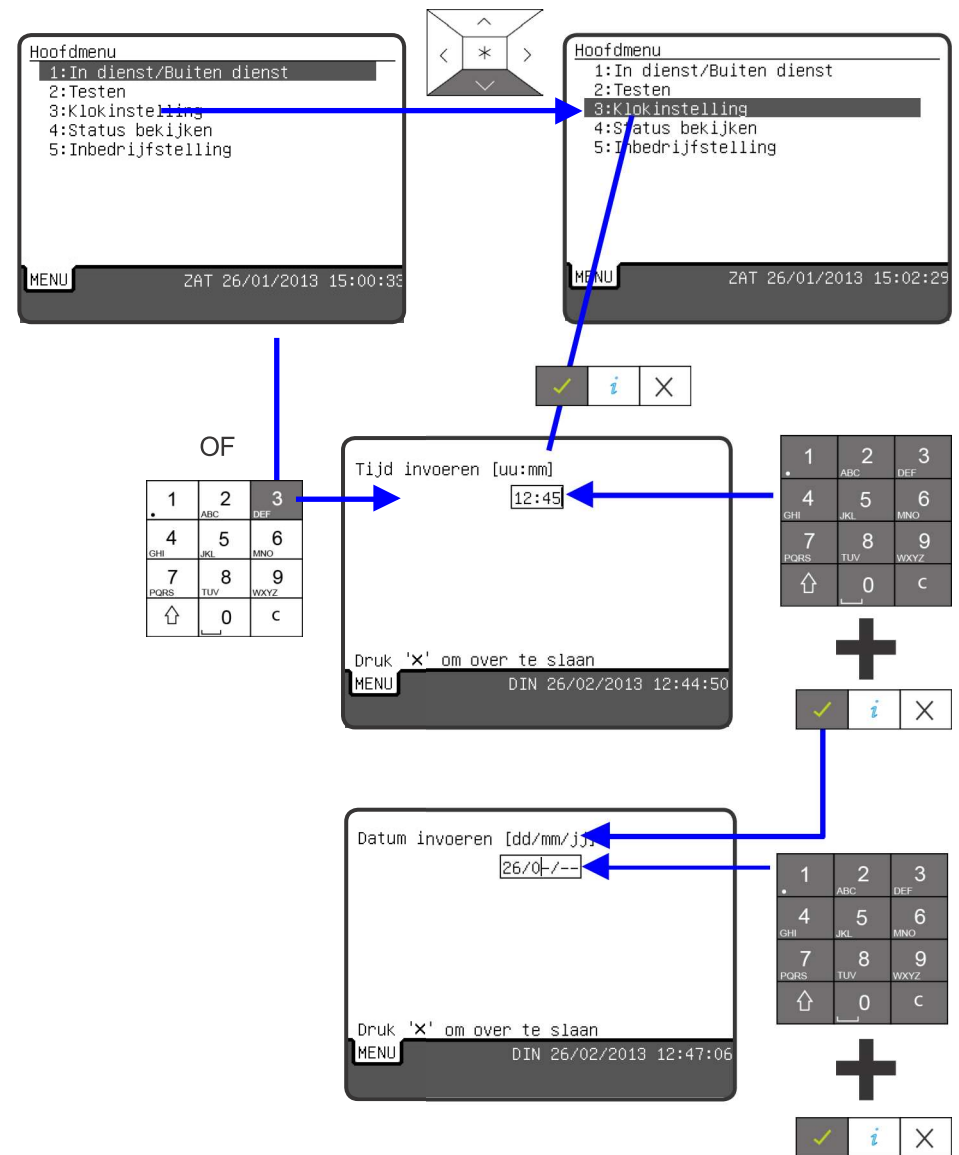 Hoofdmenu
1:In dienst/Buiten dienst
2:Testen
3:Klokinstelling
4:Status bekijken
5:Inbedrijfstelling
MENU ZAT 26/01/2013 15:00:33
*
Hoofdmenu
1:In dienst/Buiten dienst
2:Testen
3:Klokinstelling
4:Status bekijken
5:Inbedrijfstelling
MENU ZAT 26/01/2013 15:02:29
✓ i X
OF
1 2 3
. ABC DEF
4 5 6
GHI JKL MNO
7 8 9
PQRS TUV WXYZ
0 C
Tijd invoeren [uu:mm]
12:45
Druk 'X' om over te slaan
MENU DIN 26/02/2013 12:44:50
1 2 3
. ABC DEF
4 5 6
GHI JKL MNO
7 8 9
PQRS TUV WXYZ
0 C
+
✓ i X
Datum invoeren [dd/mm/jj]
26/0-/--
Druk 'X' om over te slaan
MENU DIN 26/02/2013 12:47:06
1 2 3
. ABC DEF
4 5 6
GHI JKL MNO
7 8 9
PQRS TUV WXYZ
0 C
+
✓ i X